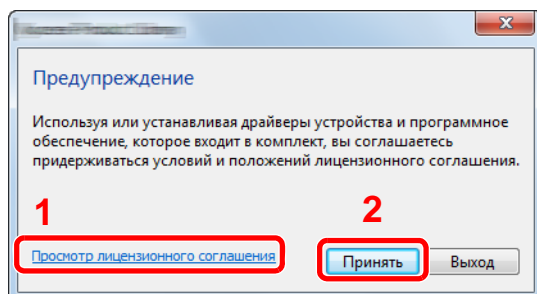 Предупреждение
Используя или устанавливая драйверы устройства и программное
обеспечение, которое входит в комплект, вы соглашаетесь
придерживаться условий и положений лицензионного соглашения.
1
2
Просмотр лицензионного соглашения
Принять
Выход